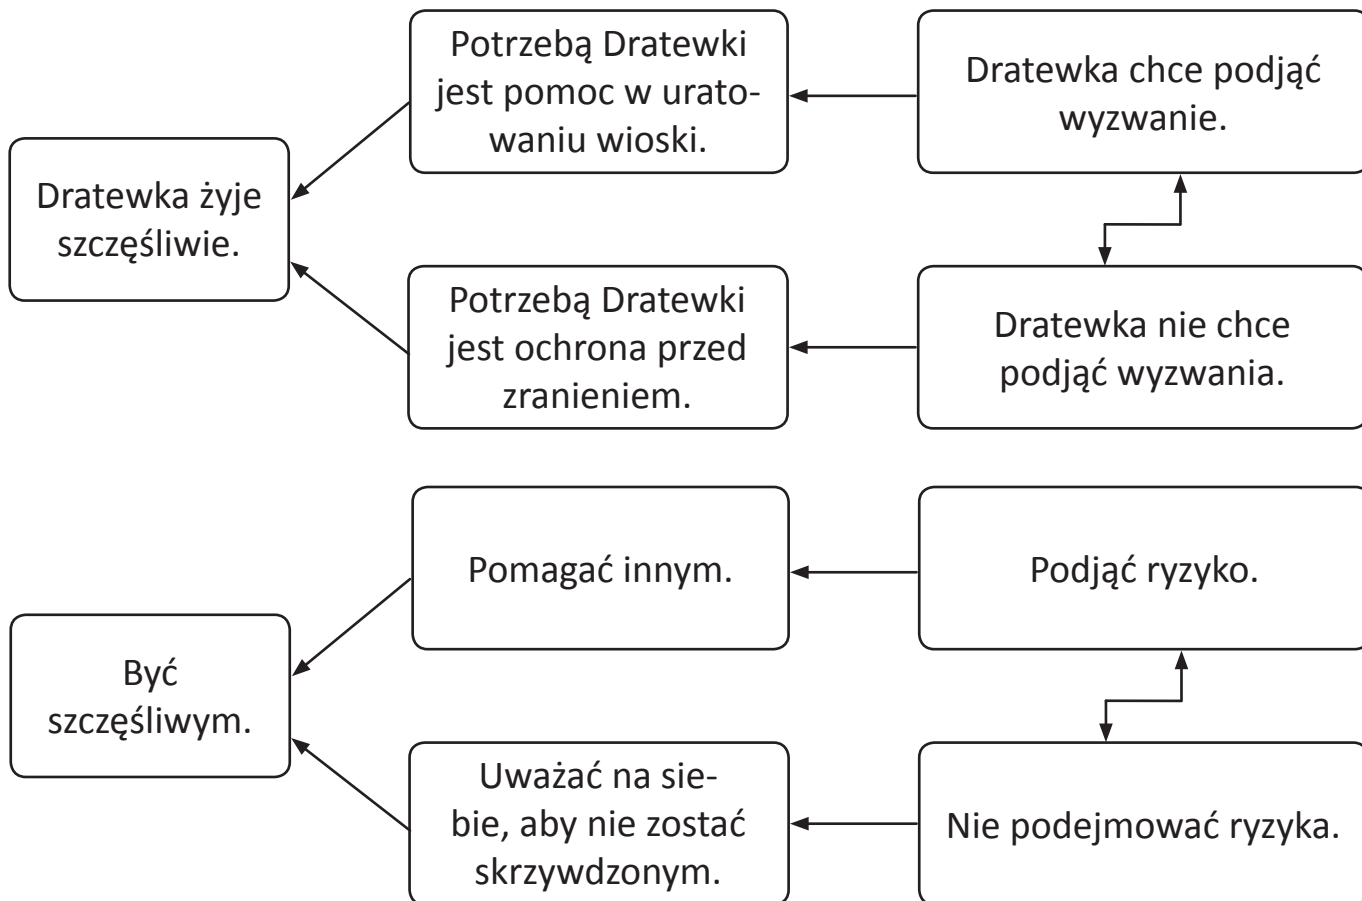 Potrzebą Dratewki
jest pomoc w urato-
waniu wioski.
Dratewka chce podjąć
wyzwanie.
Dratewka żyje
szczęśliwie.
Potrzebą Dratewki
jest ochrona przed
zranieniem.
Dratewka nie chce
podjąć wyzwania.
Pomagać innym.
Podjąć ryzyko.
Być
szczęśliwym.
Uważać na sie-
bie, aby nie zostać
skrzywdzonym.
Nie podejmować ryzyka.